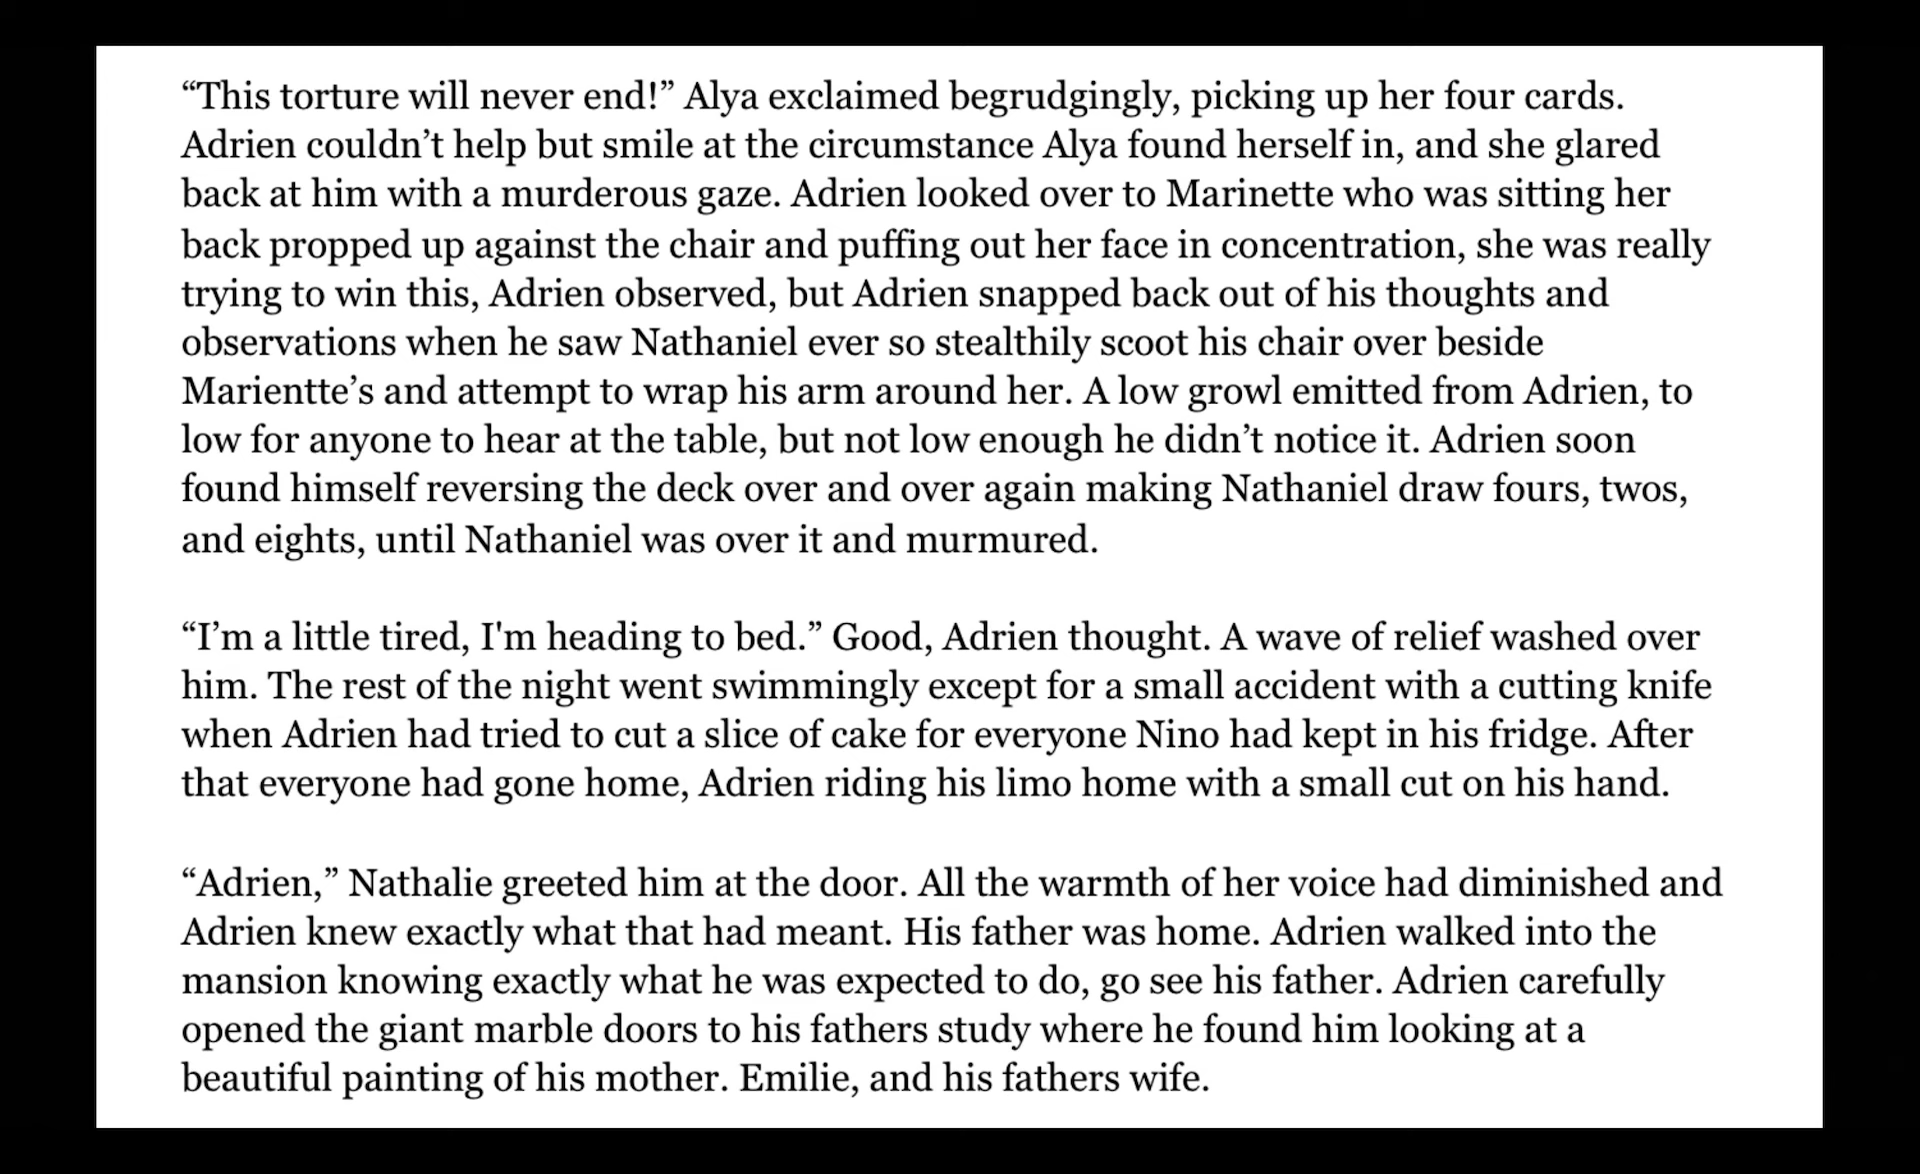 “This torture will never end!” Alya exclaimed begrudgingly, picking up her four cards.
Adrien couldn’t help but smile at the circumstance Alya found herself in, and she glared
back at him with a murderous gaze. Adrien looked over to Marinette who was sitting her
back propped up against the chair and puffing out her face in concentration, she was really
trying to win this, Adrien observed, but Adrien snapped back out of his thoughts and
observations when he saw Nathaniel ever so stealthily scoot his chair over beside
Marientte’s and attempt to wrap his arm around her. A low growl emitted from Adrien, to
low for anyone to hear at the table, but not low enough he didn’t notice it. Adrien soon
found himself reversing the deck over and over again making Nathaniel draw fours, twos,
and eights, until Nathaniel was over it and murmured.
“I’m a little tired, I'm heading to bed.” Good, Adrien thought. A wave of relief washed over
him. The rest of the night went swimmingly except for a small accident with a cutting knife
when Adrien had tried to cut a slice of cake for everyone Nino had kept in his fridge. After
that everyone had gone home, Adrien riding his limo home with a small cut on his hand.
“Adrien,” Nathalie greeted him at the door. All the warmth of her voice had diminished and
Adrien knew exactly what that had meant. His father was home. Adrien walked into the
mansion knowing exactly what he was expected to do, go see his father. Adrien carefully
opened the giant marble doors to his fathers study where he found him looking at a
beautiful painting of his mother. Emilie, and his fathers wife.